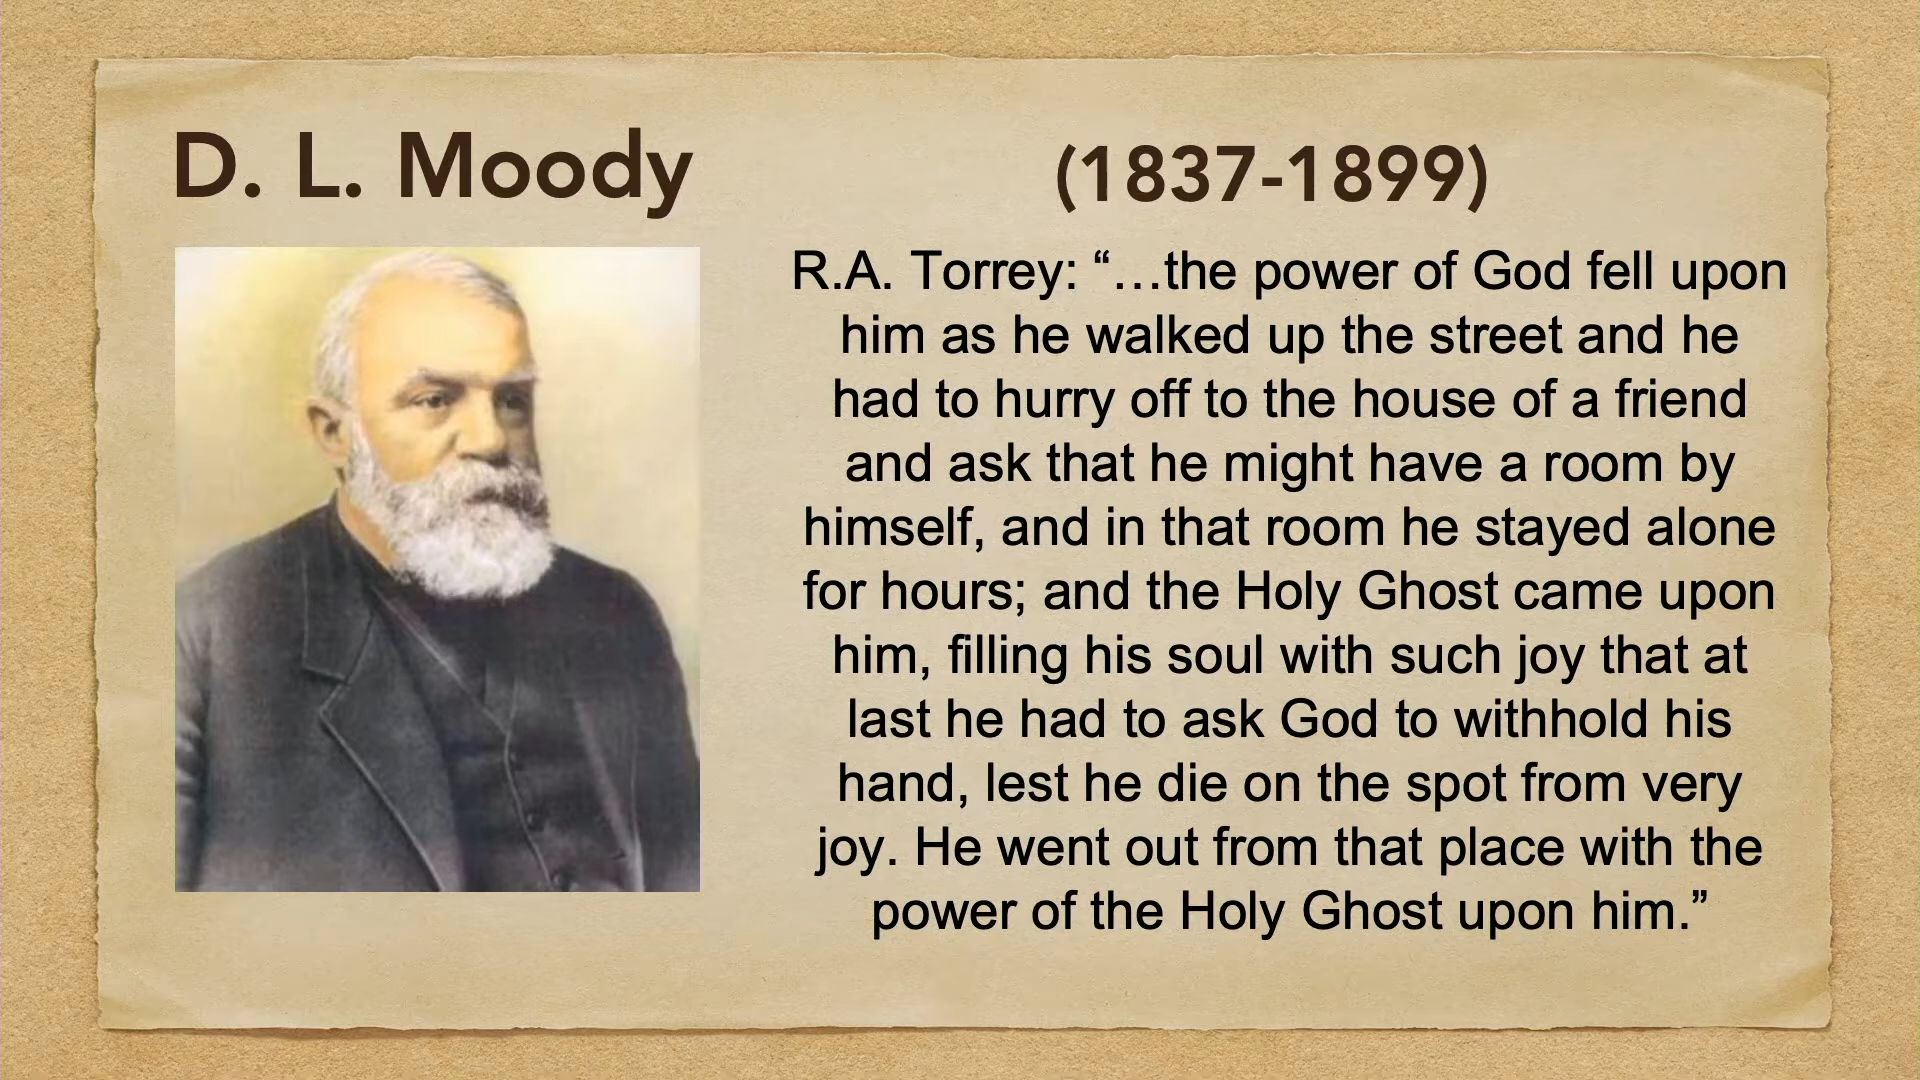 D. L. Moody
(1837-1899)
R.A. Torrey: “…the power of God fell upon
him as he walked up the street and he
had to hurry off to the house of a friend
and ask that he might have a room by
himself, and in that room he stayed alone
for hours; and the Holy Ghost came upon
him, filling his soul with such joy that at
last he had to ask God to withhold his
hand, lest he die on the spot from very
joy. He went out from that place with the
power of the Holy Ghost upon him.”